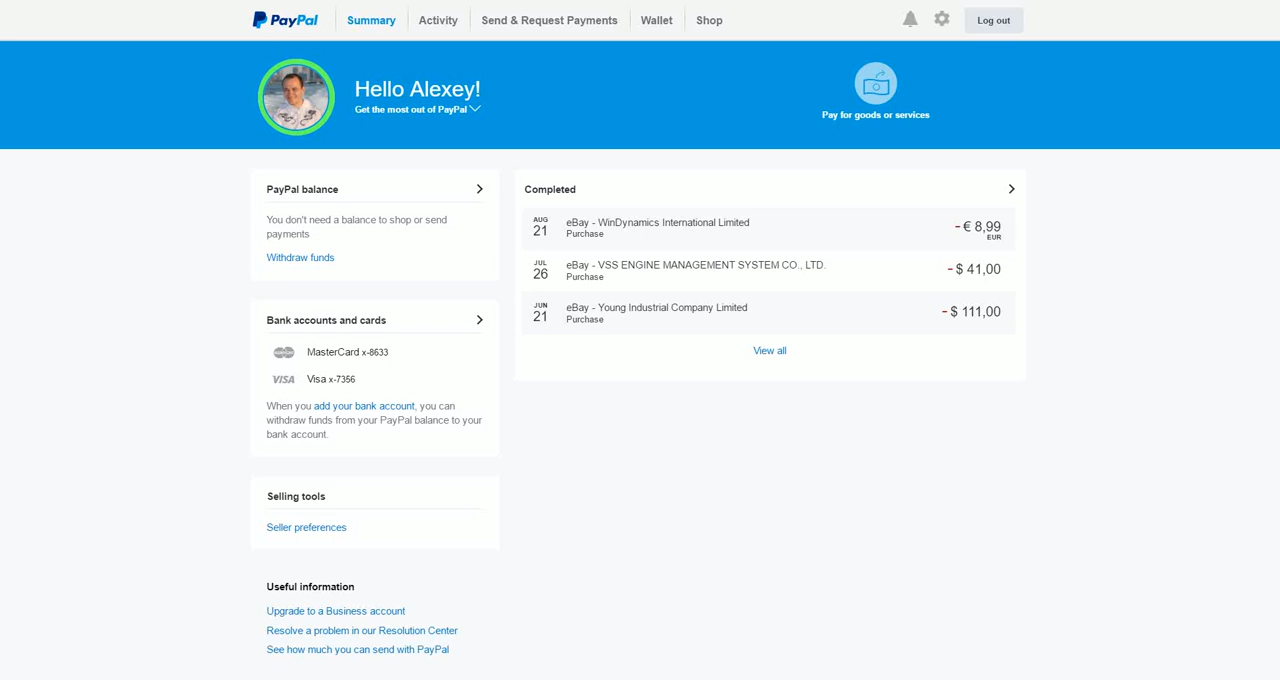 PayPal Summary Activity Send & Request Payments Wallet Shop Log out
Hello Alexey!
Get the most out of PayPal
Pay for goods or services
PayPal balance
You don't need a balance to shop or send
payments
Withdraw funds
Bank accounts and cards
MasterCard x-8633
VISA Visa x-7356
When you add your bank account, you can
withdraw funds from your PayPal balance to your
bank account.
Selling tools
Seller preferences
Useful information
Upgrade to a Business account
Resolve a problem in our Resolution Center
See how much you can send with PayPal
Completed
AUG
21
eBay - WinDynamics International Limited
Purchase
- € 8,99
EUR
JUL
26
eBay - VSS ENGINE MANAGEMENT SYSTEM CO., LTD.
Purchase
- $ 41,00
JUN
21
eBay - Young Industrial Company Limited
Purchase
- $ 111,00
View all